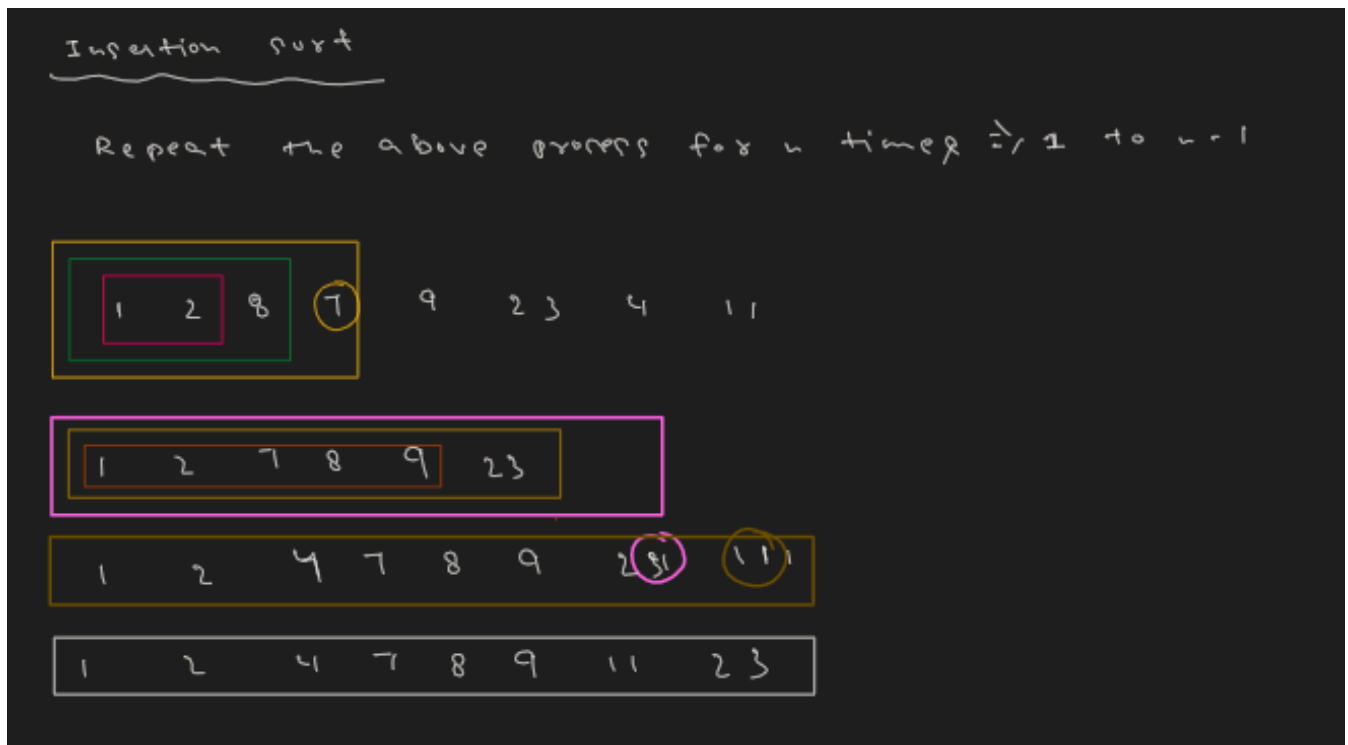 Insertion sort
Repeat the above process for n times => 1 to n-1
1 2 8 7 9 23 4 11
1 2 7 8 9 23
1 2 4 7 8 9
1 2 4 7 8 9 11 23